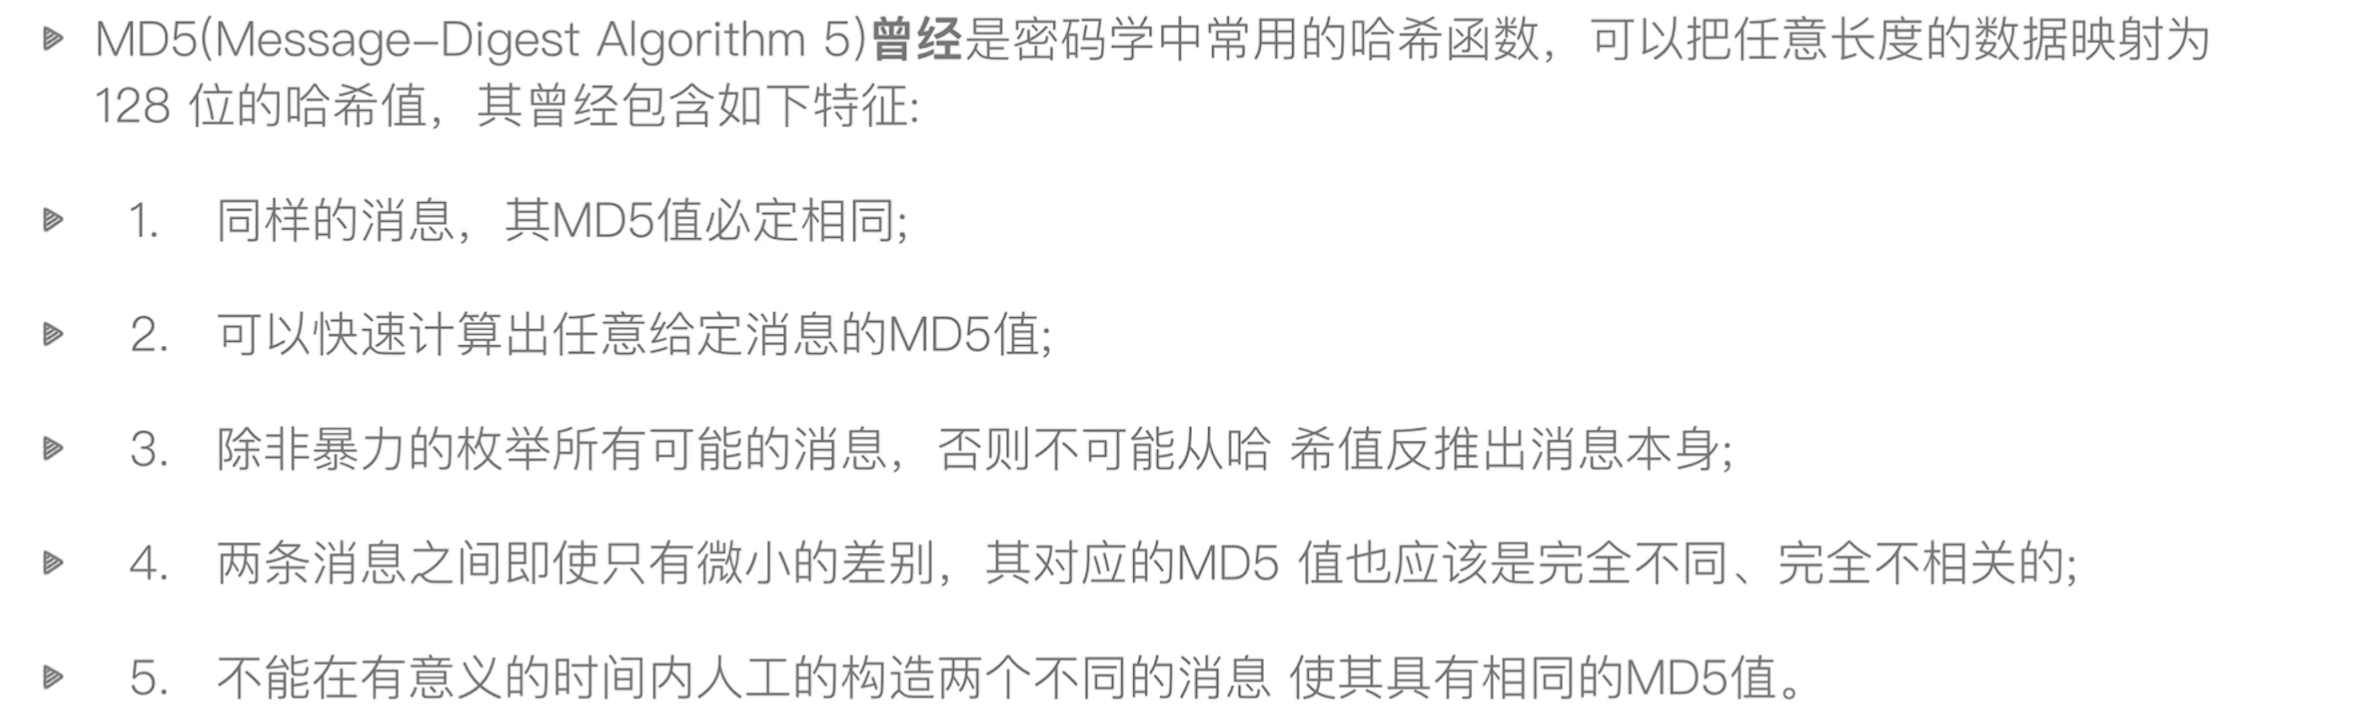 MD5(Message-Digest Algorithm 5)曾经是密码学中常用的哈希函数，可以把任意长度的数据映射为
128 位的哈希值，其曾经包含如下特征:
1. 同样的消息，其MD5值必定相同;
2. 可以快速计算出任意给定消息的MD5值;
3. 除非暴力的枚举所有可能的消息，否则不可能从哈 希值反推出消息本身;
4. 两条消息之间即使只有微小的差别，其对应的MD5 值也应该是完全不同、完全不相关的;
5. 不能在有意义的时间内人工的构造两个不同的消息 使其具有相同的MD5值。